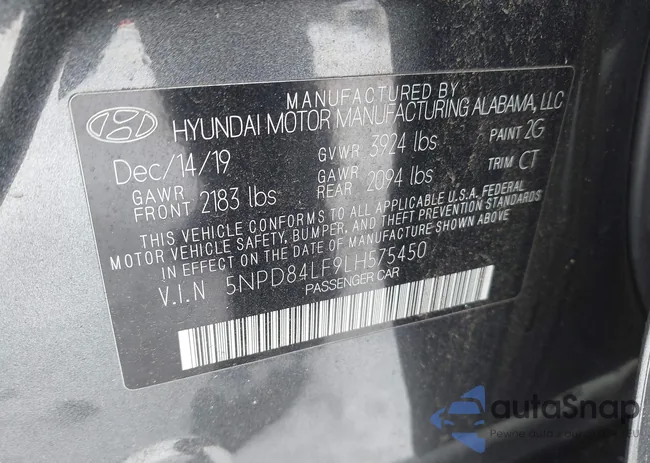 MANUFACTURED BY
HYUNDAI MOTOR MANUFACTURING ALABAMA, LLC
Dec/14/19 GVWR 3924 lbs PAINT 2G
GAWR FRONT 2183 lbs GAWR REAR 2094 lbs TRIM CT
THIS VEHICLE CONFORMS TO ALL APPLICABLE U.S.A. FEDERAL
MOTOR VEHICLE SAFETY, BUMPER, AND THEFT PREVENTION STANDARDS
IN EFFECT ON THE DATE OF MANUFACTURE SHOWN ABOVE
V.I.N 5NPD84LF9LH575450
PASSENGER CAR
autoSnap
Pewne auto